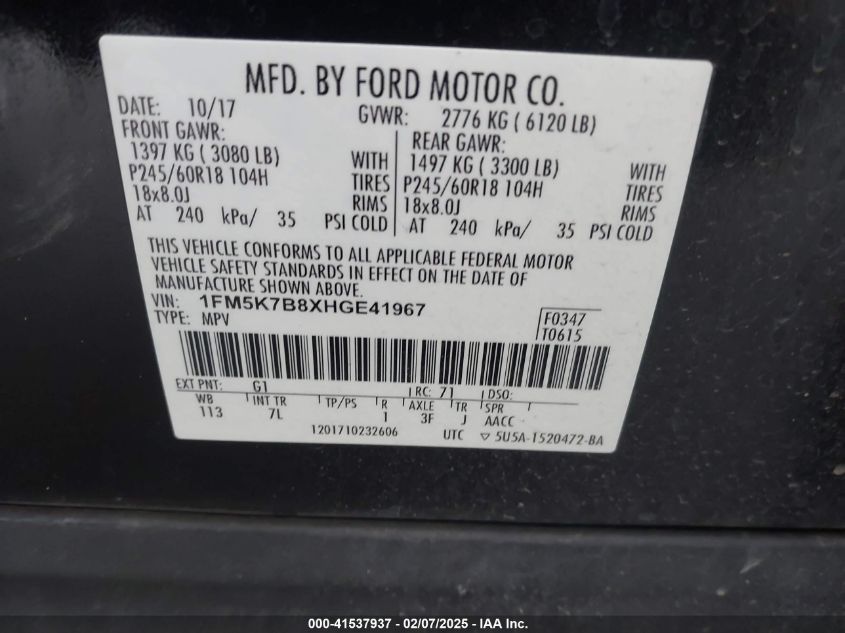 MFD. BY FORD MOTOR CO.
DATE: 10/17 GVWR: 2776 KG ( 6120 LB)
FRONT GAWR: REAR GAWR:
1397 KG ( 3080 LB) WITH 1497 KG ( 3300 LB) WITH
P245/60R18 104H TIRES P245/60R18 104H TIRES
18x8.0J RIMS 18x8.0J RIMS
AT 240 kPa/ 35 PSI COLD AT 240 kPa/ 35 PSI COLD
THIS VEHICLE CONFORMS TO ALL APPLICABLE FEDERAL MOTOR
VEHICLE SAFETY STANDARDS IN EFFECT ON THE DATE OF
MANUFACTURE SHOWN ABOVE.
VIN: 1FM5K7B8XHGE41967
TYPE: MPV
F0347
T0615
EXT PNT: G1 RC: 71 DSO:
WB INT TR TP/PS R AXLE TR SPR
113 7L 1 3F J AACC
1201710232606 UTC ▽ 5U5A-1520472-BA
000-41537937 - 02/07/2025 - IAA Inc.